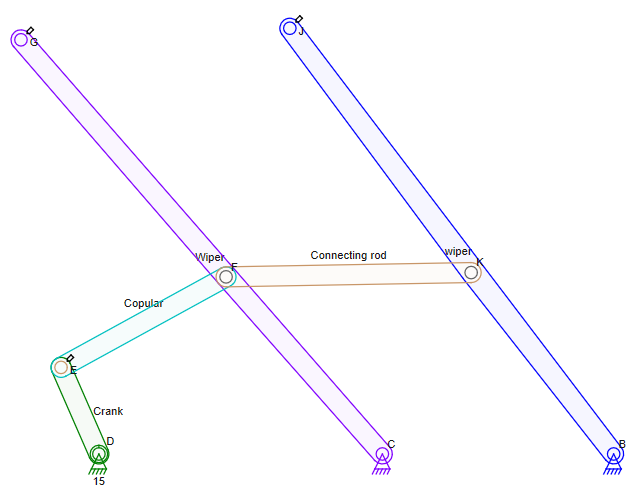 J
G
wiper
Wiper
Connecting rod
K
F
Copular
E
Crank
D
C
B
15